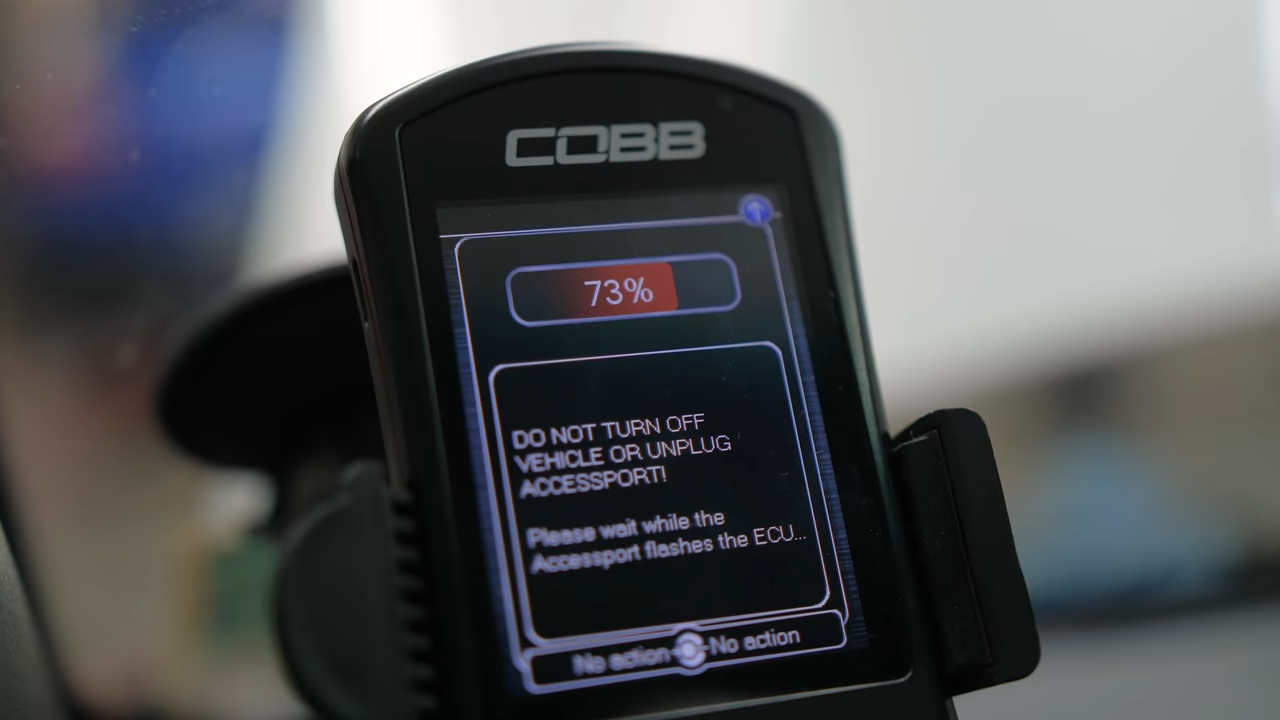 COBB
73%
DO NOT TURN OFF
VEHICLE OR UNPLUG
ACCESSPORT!
Please wait while the
Accessport flashes the ECU...
No action No action